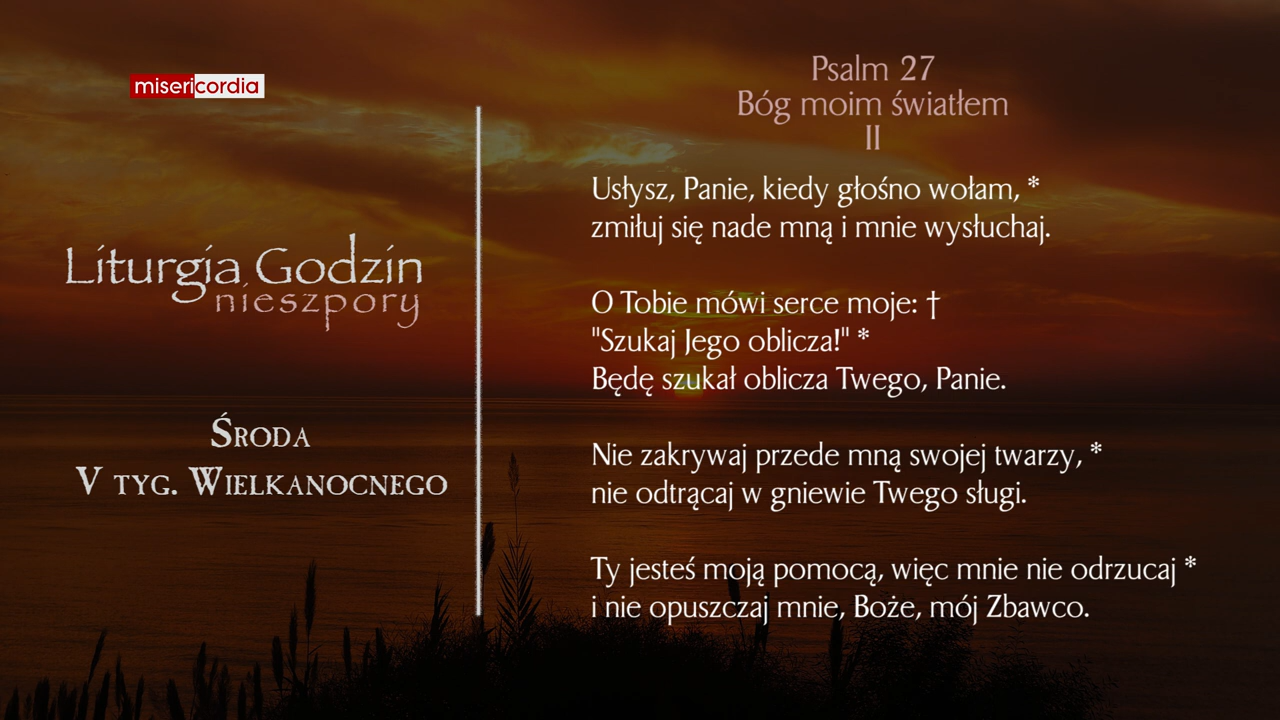 misericordia
Liturgia Godzin
nieszpory
Środa
V tyg. Wielkanocnego
Psalm 27
Bóg moim światłem
II
Usłysz, Panie, kiedy głośno wołam, *
zmiłuj się nade mną i mnie wysłuchaj.
O Tobie mówi serce moje: †
"Szukaj Jego oblicza!" *
Będę szukał oblicza Twego, Panie.
Nie zakrywaj przede mną swojej twarzy, *
nie odtrącaj w gniewie Twego sługi.
Ty jesteś moją pomocą, więc mnie nie odrzucaj *
i nie opuszczaj mnie, Boże, mój Zbawco.